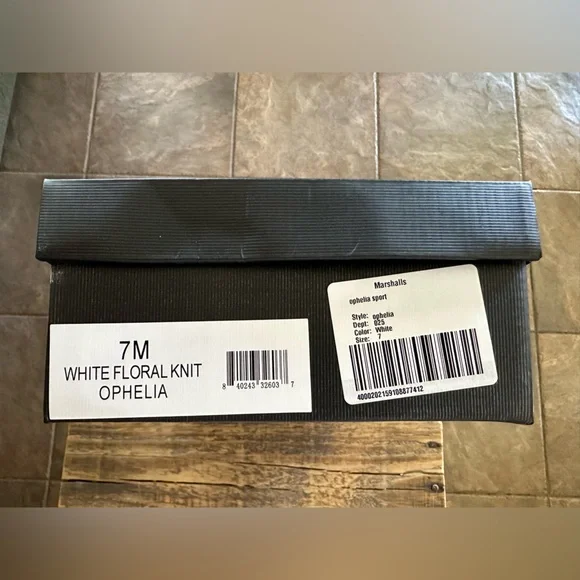 7M
WHITE FLORAL KNIT
OPHELIA
8 40243 32603 7
Marshalls
ophelia sport
Style: ophelia
Dept: 025
Color: White
Size: 7
4000202159108877412